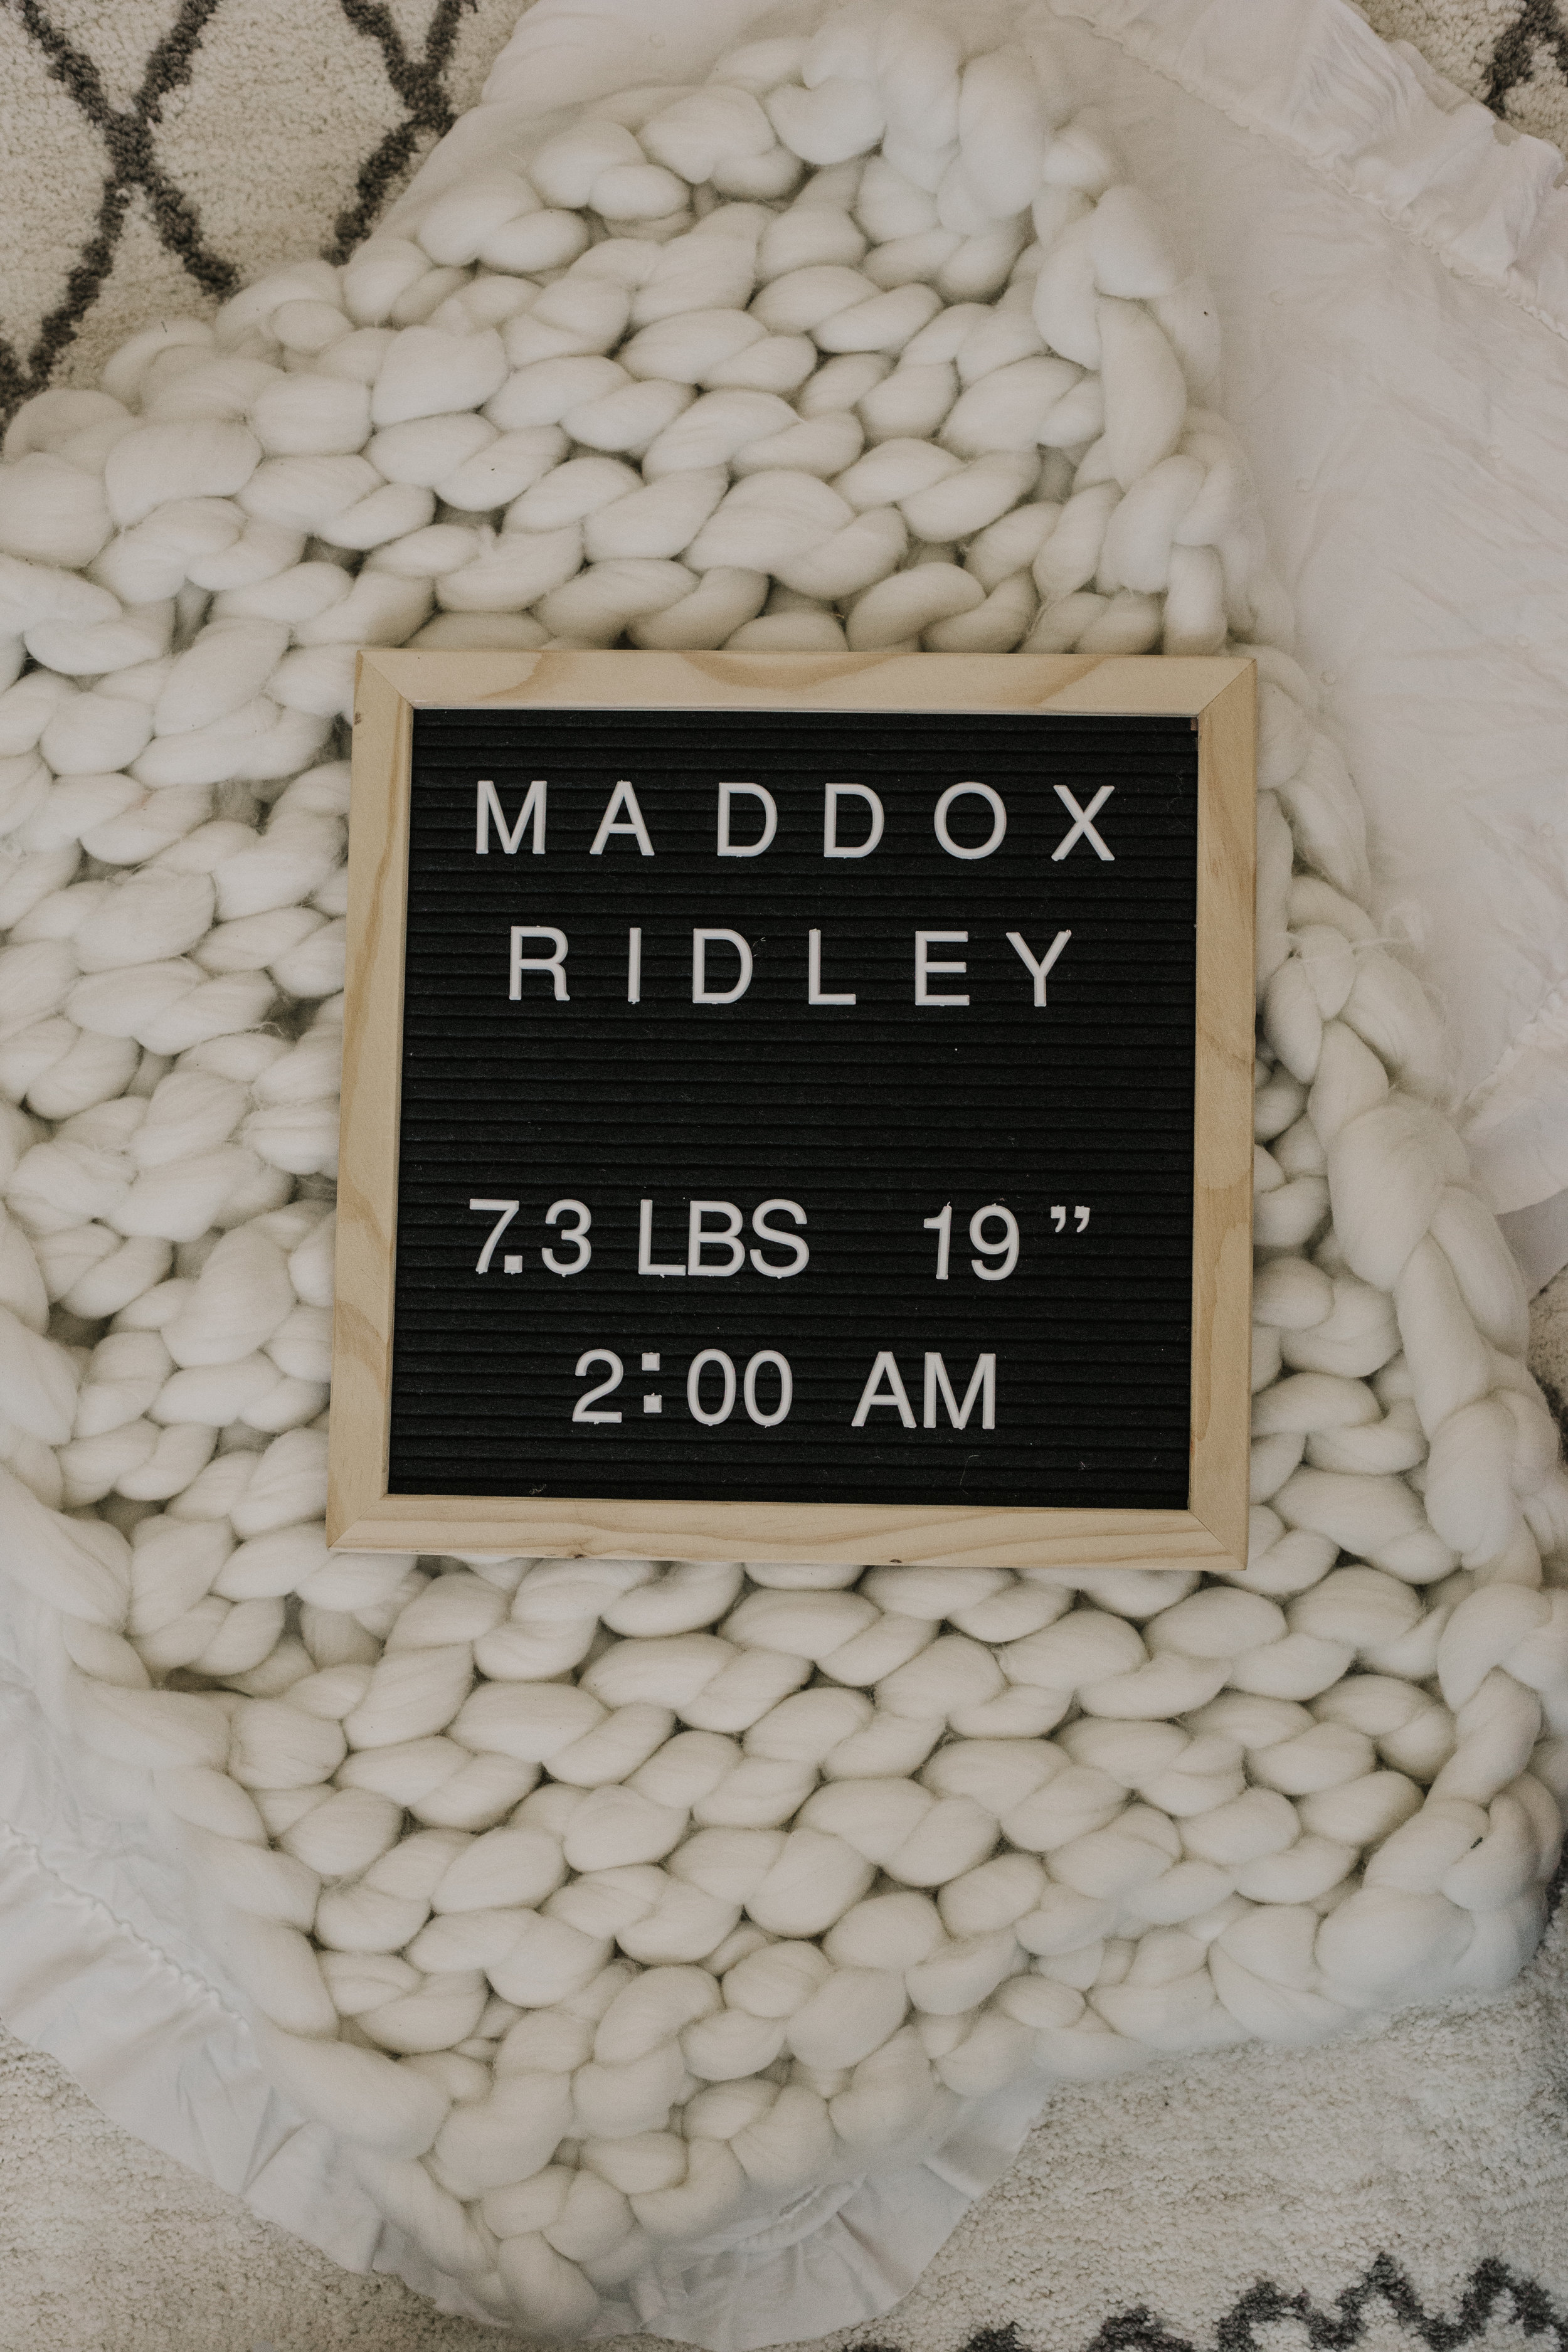 MADDOX
RIDLEY
7.3 LBS 19”
2:00 AM